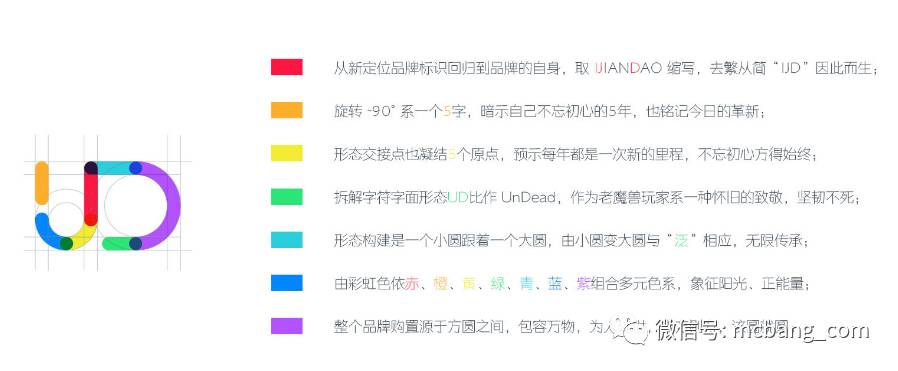 从新定位品牌标识回归到品牌的自身，取 IJIANDAO 缩写，去繁从简“IJD”因此而生；
旋转 -90° 系一个5字，暗示自己不忘初心的5年，也铭记今日的革新；
形态交接点也凝结5个原点，预示每年都是一次新的里程，不忘初心方得始终；
拆解字符字面形态UD比作 UnDead，作为老魔兽玩家系一种怀旧的致敬，坚韧不死；
形态构建是一个小圆跟着一个大圆，由小圆变大圆与“泛”相应，无限传承；
由彩虹色依赤、橙、黄、绿、青、蓝、紫组合多元色系，象征阳光、正能量；
整个品牌购置源于方圆之间，包容万物，为人
微信号: mcbang_com